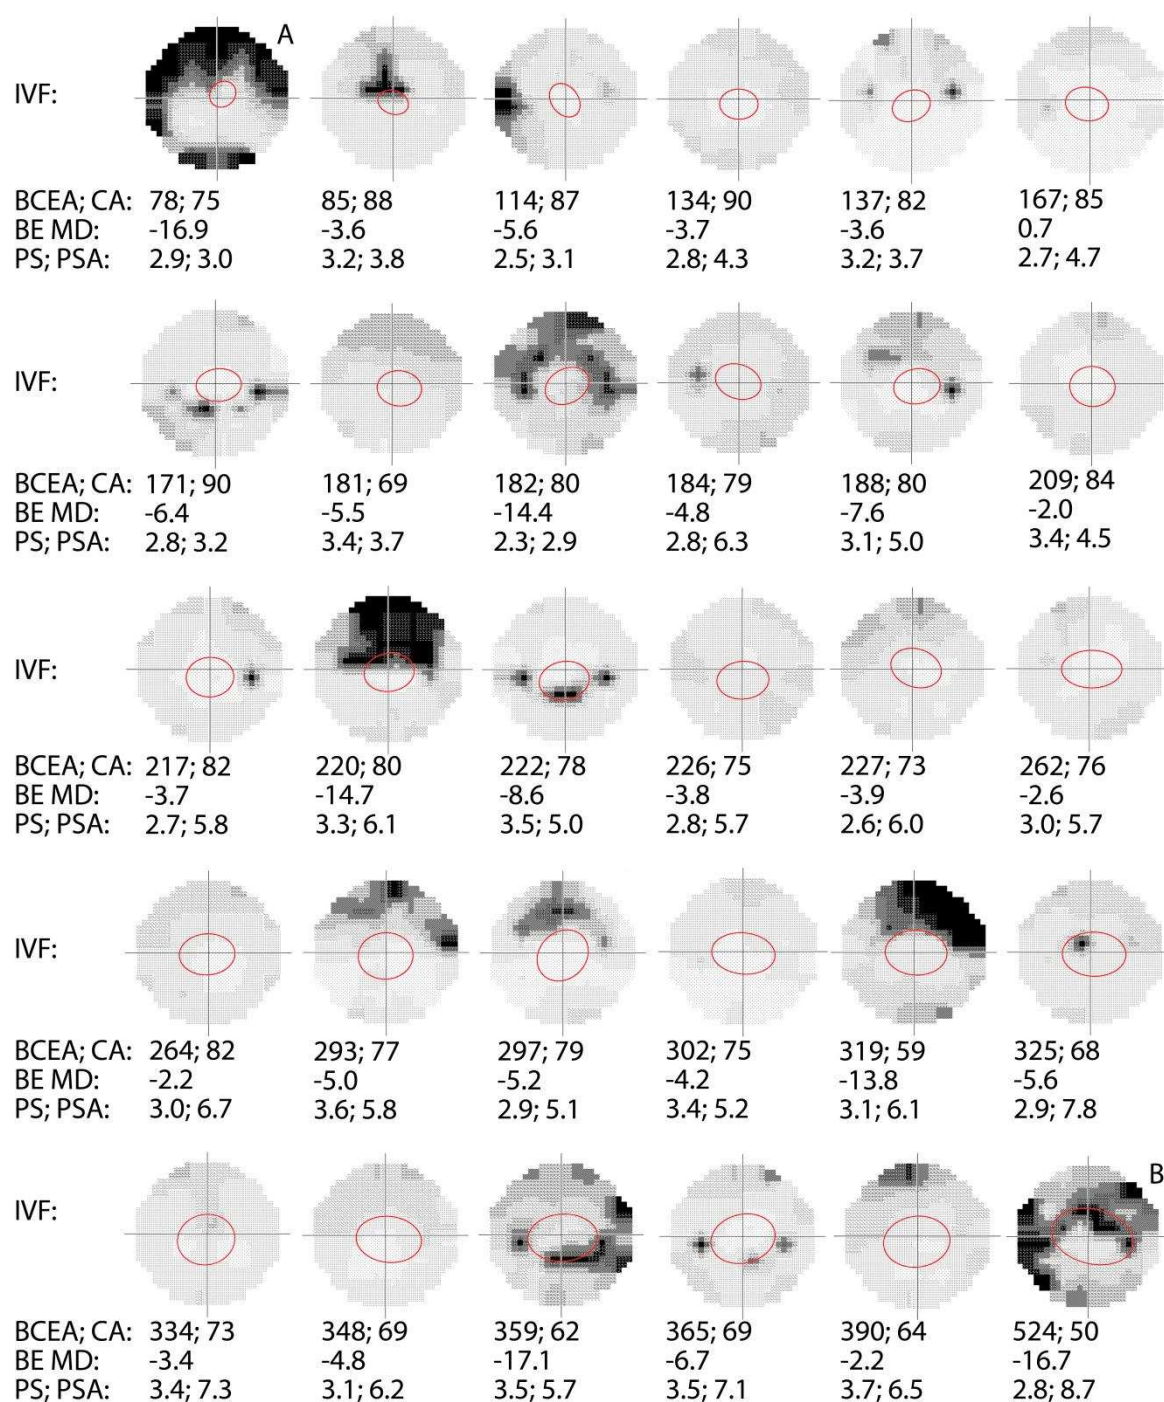 A
IVF:
BCEA; CA: 78; 75 85; 88 114; 87 134; 90 137; 82 167; 85
BE MD: -16.9 -3.6 -5.6 -3.7 -3.6 0.7
PS; PSA: 2.9; 3.0 3.2; 3.8 2.5; 3.1 2.8; 4.3 3.2; 3.7 2.7; 4.7
IVF:
BCEA; CA: 171; 90 181; 69 182; 80 184; 79 188; 80 209; 84
BE MD: -6.4 -5.5 -14.4 -4.8 -7.6 -2.0
PS; PSA: 2.8; 3.2 3.4; 3.7 2.3; 2.9 2.8; 6.3 3.1; 5.0 3.4; 4.5
IVF:
BCEA; CA: 217; 82 220; 80 222; 78 226; 75 227; 73 262; 76
BE MD: -3.7 -14.7 -8.6 -3.8 -3.9 -2.6
PS; PSA: 2.7; 5.8 3.3; 6.1 3.5; 5.0 2.8; 5.7 2.6; 6.0 3.0; 5.7
IVF:
BCEA; CA: 264; 82 293; 77 297; 79 302; 75 319; 59 325; 68
BE MD: -2.2 -5.0 -5.2 -4.2 -13.8 -5.6
PS; PSA: 3.0; 6.7 3.6; 5.8 2.9; 5.1 3.4; 5.2 3.1; 6.1 2.9; 7.8
B
IVF:
BCEA; CA: 334; 73 348; 69 359; 62 365; 69 390; 64 524; 50
BE MD: -3.4 -4.8 -17.1 -6.7 -2.2 -16.7
PS; PSA: 3.4; 7.3 3.1; 6.2 3.5; 5.7 3.5; 7.1 3.7; 6.5 2.8; 8.7